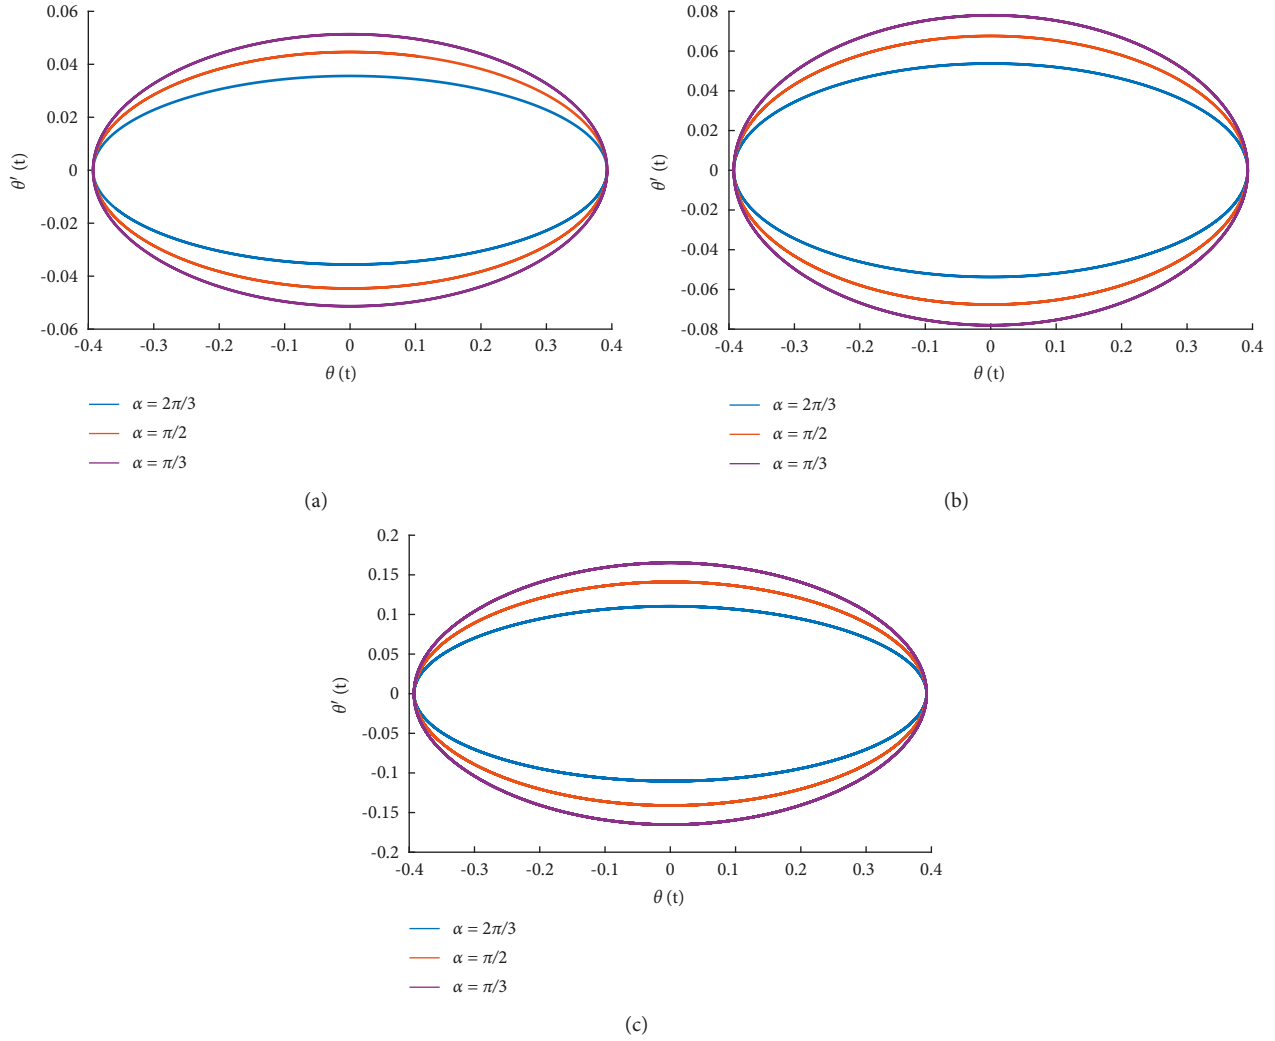 0.06
0.04
0.02
0
-0.02
-0.04
-0.06
θ′ (t)
-0.4 -0.3 -0.2 -0.1 0 0.1 0.2 0.3 0.4
θ (t)
α = 2π/3
α = π/2
α = π/3
(a)
0.08
0.06
0.04
0.02
0
-0.02
-0.04
-0.06
-0.08
θ′ (t)
-0.4 -0.3 -0.2 -0.1 0 0.1 0.2 0.3 0.4
θ (t)
α = 2π/3
α = π/2
α = π/3
(b)
0.2
0.15
0.1
0.05
0
-0.05
-0.1
-0.15
-0.2
θ′ (t)
-0.4 -0.3 -0.2 -0.1 0 0.1 0.2 0.3 0.4
θ (t)
α = 2π/3
α = π/2
α = π/3
(c)